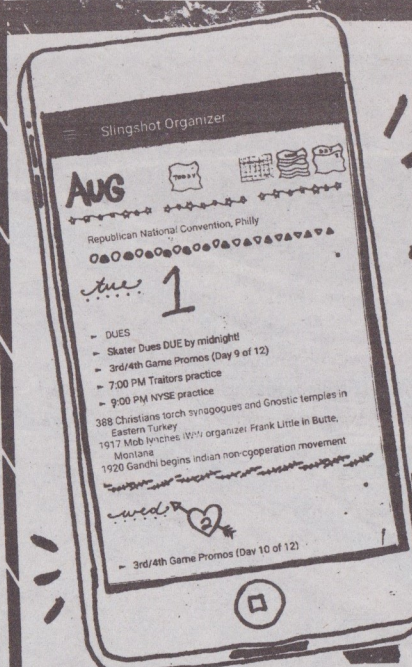 Slingshot Organizer
AUG
TODAY
DAY
Republican National Convention, Philly
tue 1
DUES
Skater Dues DUE by midnight!
3rd/4th Game Promos (Day 9 of 12)
7:00 PM Traitors practice
9:00 PM NYSE practice
388 Christians torch synagogues and Gnostic temples in
Eastern Turkey
1917 Mob lynches IWW organizer Frank Little in Butte,
Montana
1920 Gandhi begins Indian non-cooperation movement
wed 2
3rd/4th Game Promos (Day 10 of 12)